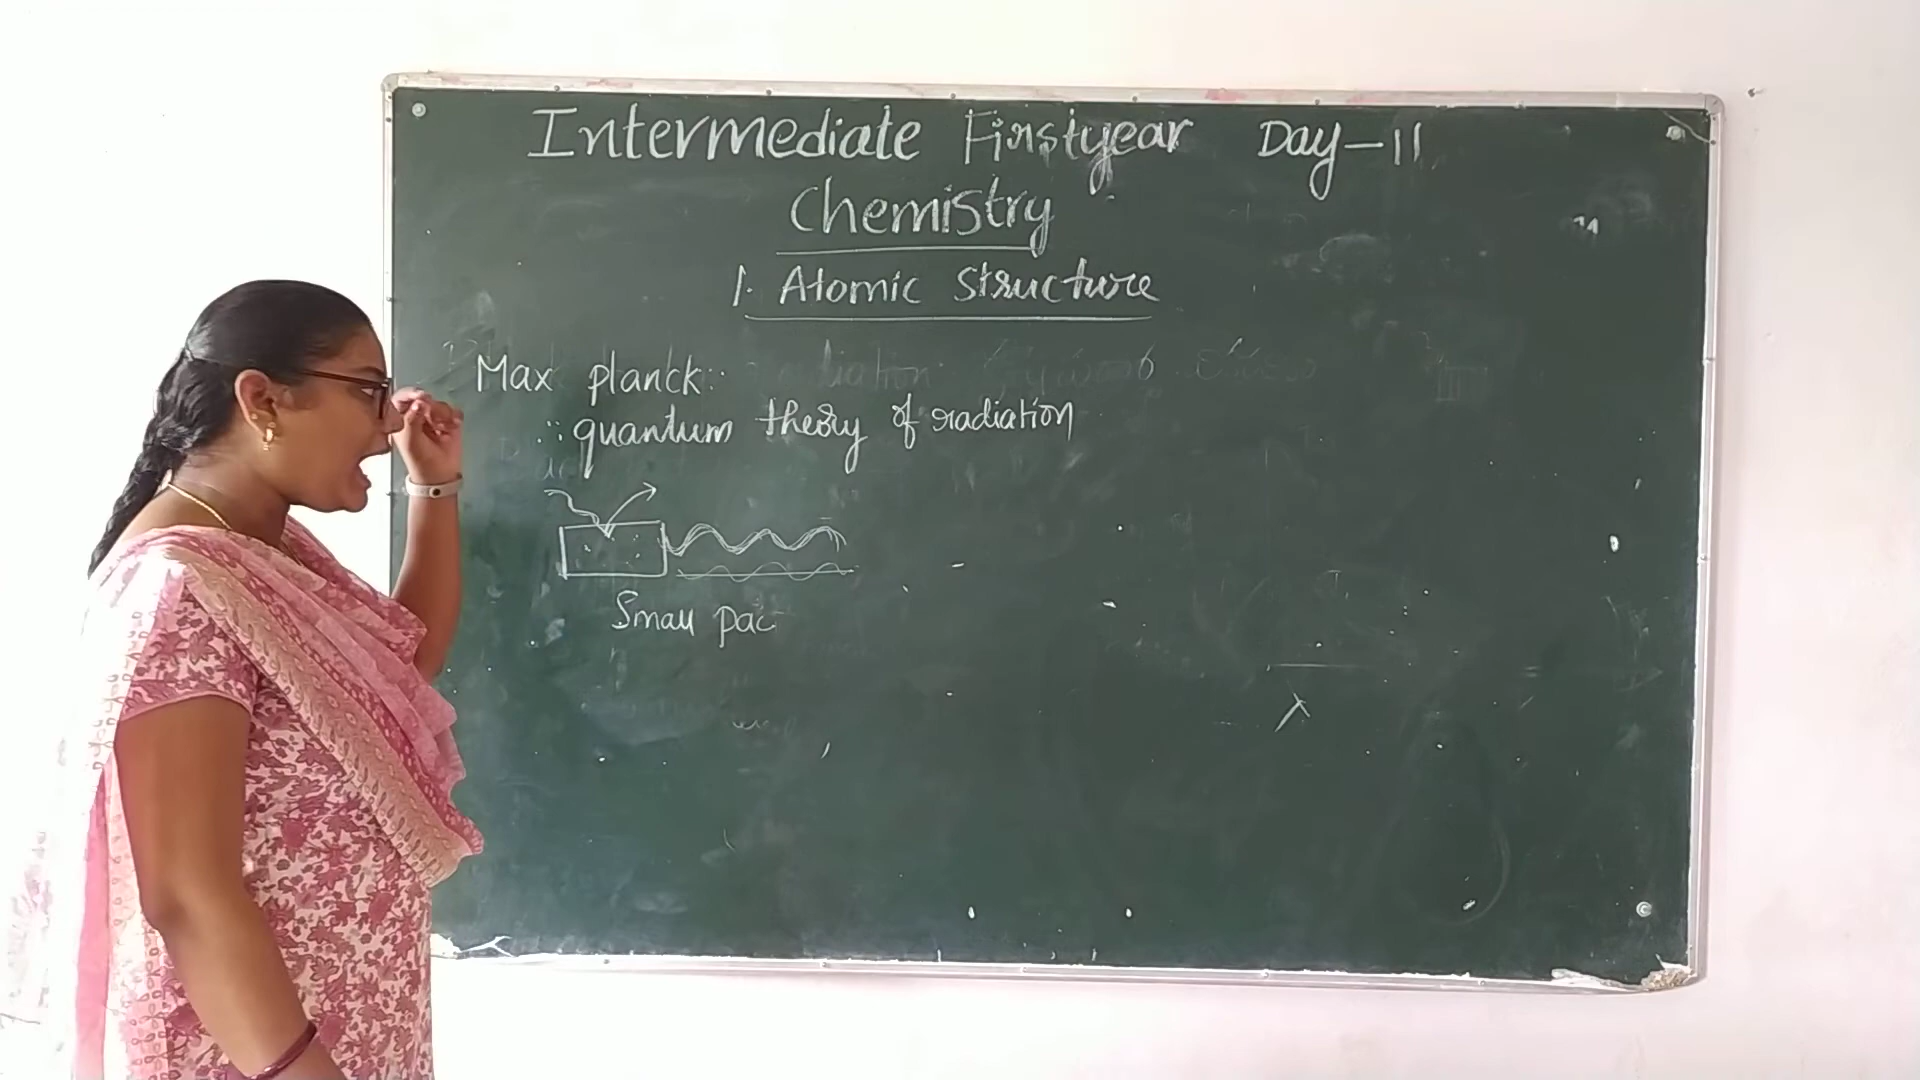 Intermediate Firstyear Day-11
Chemistry
1. Atomic Structure
Max planck::
∴ quantum theory of radiation
Small pac